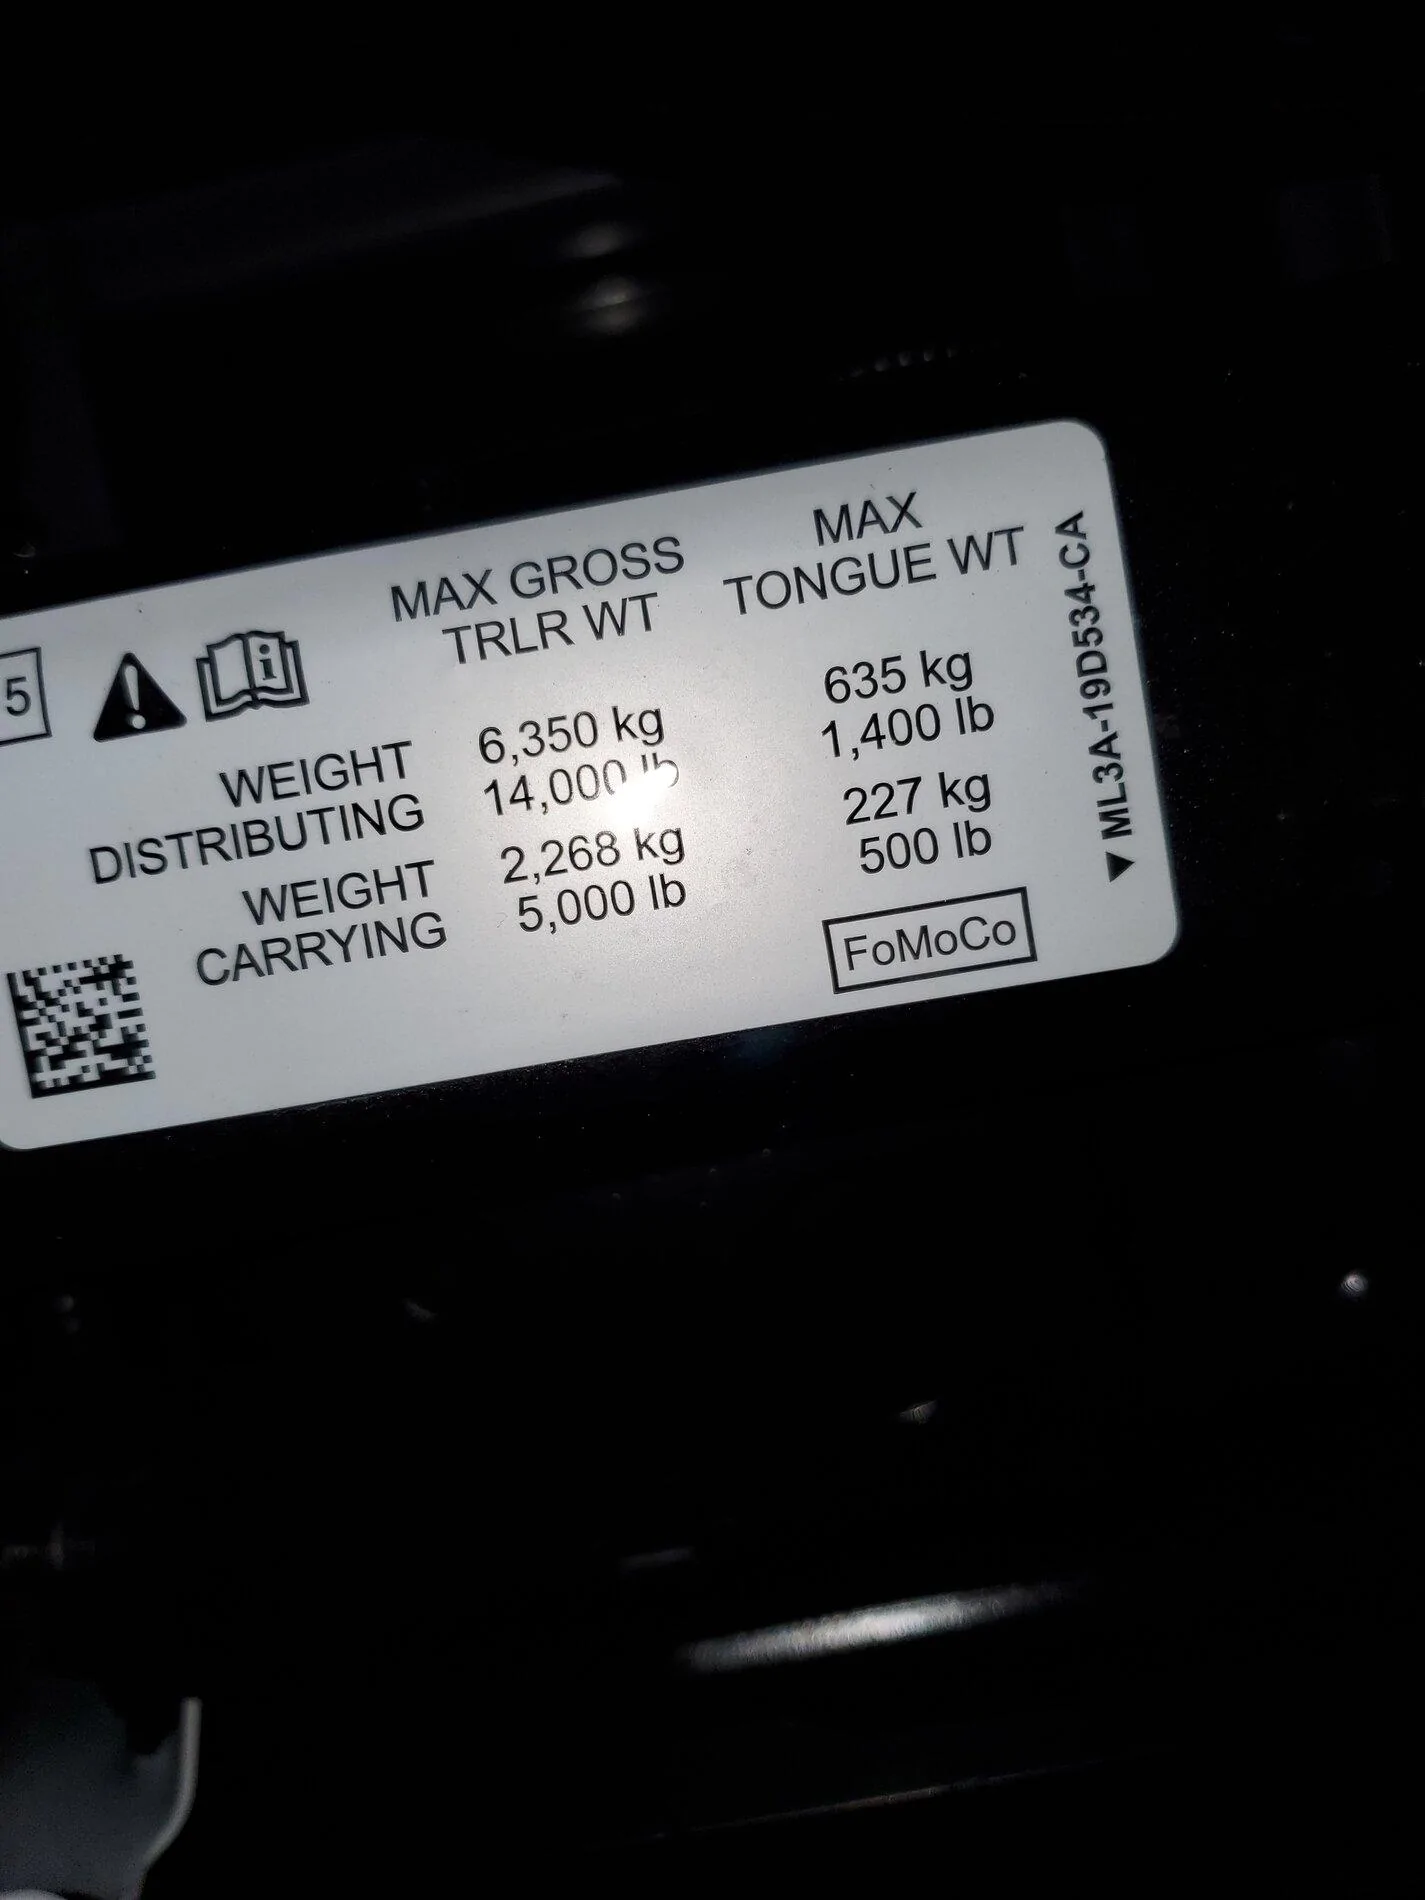 MAX GROSS
TRLR WT
MAX
TONGUE WT
5
WEIGHT
DISTRIBUTING
6,350 kg
14,000 lb
635 kg
1,400 lb
WEIGHT
CARRYING
2,268 kg
5,000 lb
227 kg
500 lb
FoMoCo
ML3A-19D534-CA